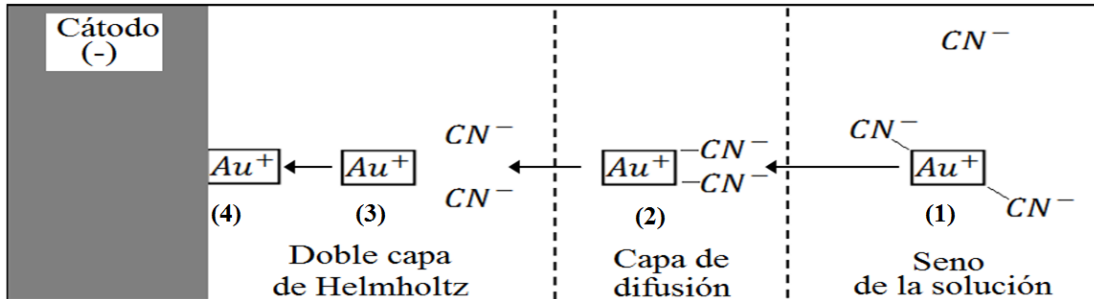 Cátodo
(-)
CN⁻
CN⁻
CN⁻
Au⁺
Au⁺
CN⁻
Au⁺
–CN⁻
–CN⁻
Au⁺
CN⁻
(4)
(3)
(2)
(1)
Doble capa
de Helmholtz
Capa de
difusión
Seno
de la solución